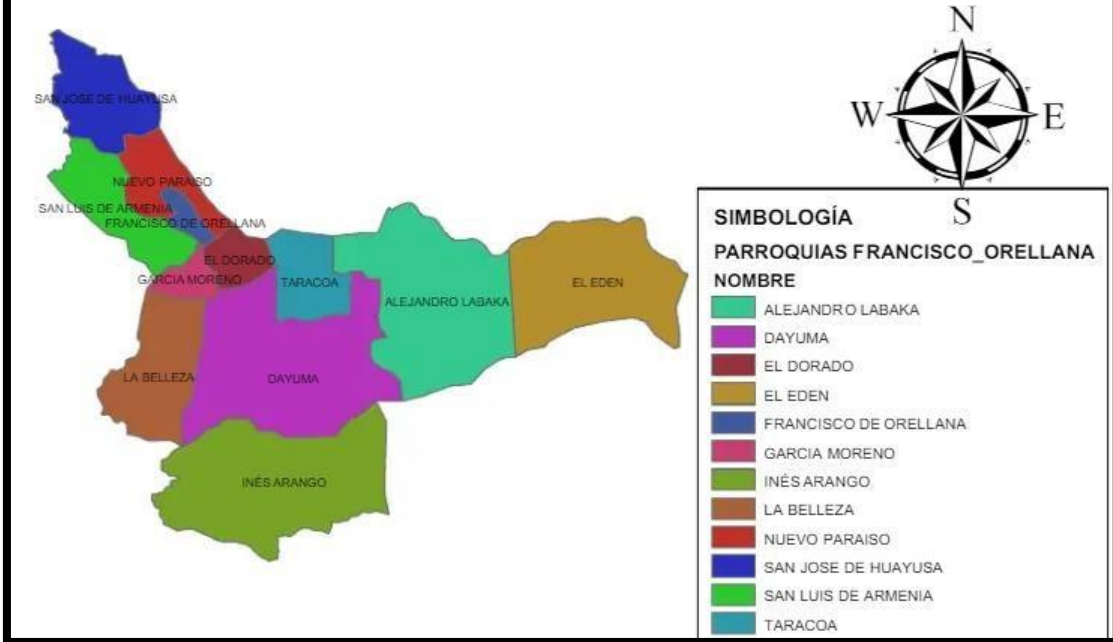 N
W
E
S
SAN JOSE DE HUAYUSA
NUEVO PARAISO
SAN LUIS DE ARMENIA
FRANCISCO DE ORELLANA
EL DORADO
GARCIA MORENO
TARACOA
ALEJANDRO LABAKA
EL EDEN
LA BELLEZA
DAYUMA
INÉS ARANGO
SIMBOLOGÍA
PARROQUIAS FRANCISCO_ORELLANA
NOMBRE
ALEJANDRO LABAKA
DAYUMA
EL DORADO
EL EDEN
FRANCISCO DE ORELLANA
GARCIA MORENO
INÉS ARANGO
LA BELLEZA
NUEVO PARAISO
SAN JOSE DE HUAYUSA
SAN LUIS DE ARMENIA
TARACOA